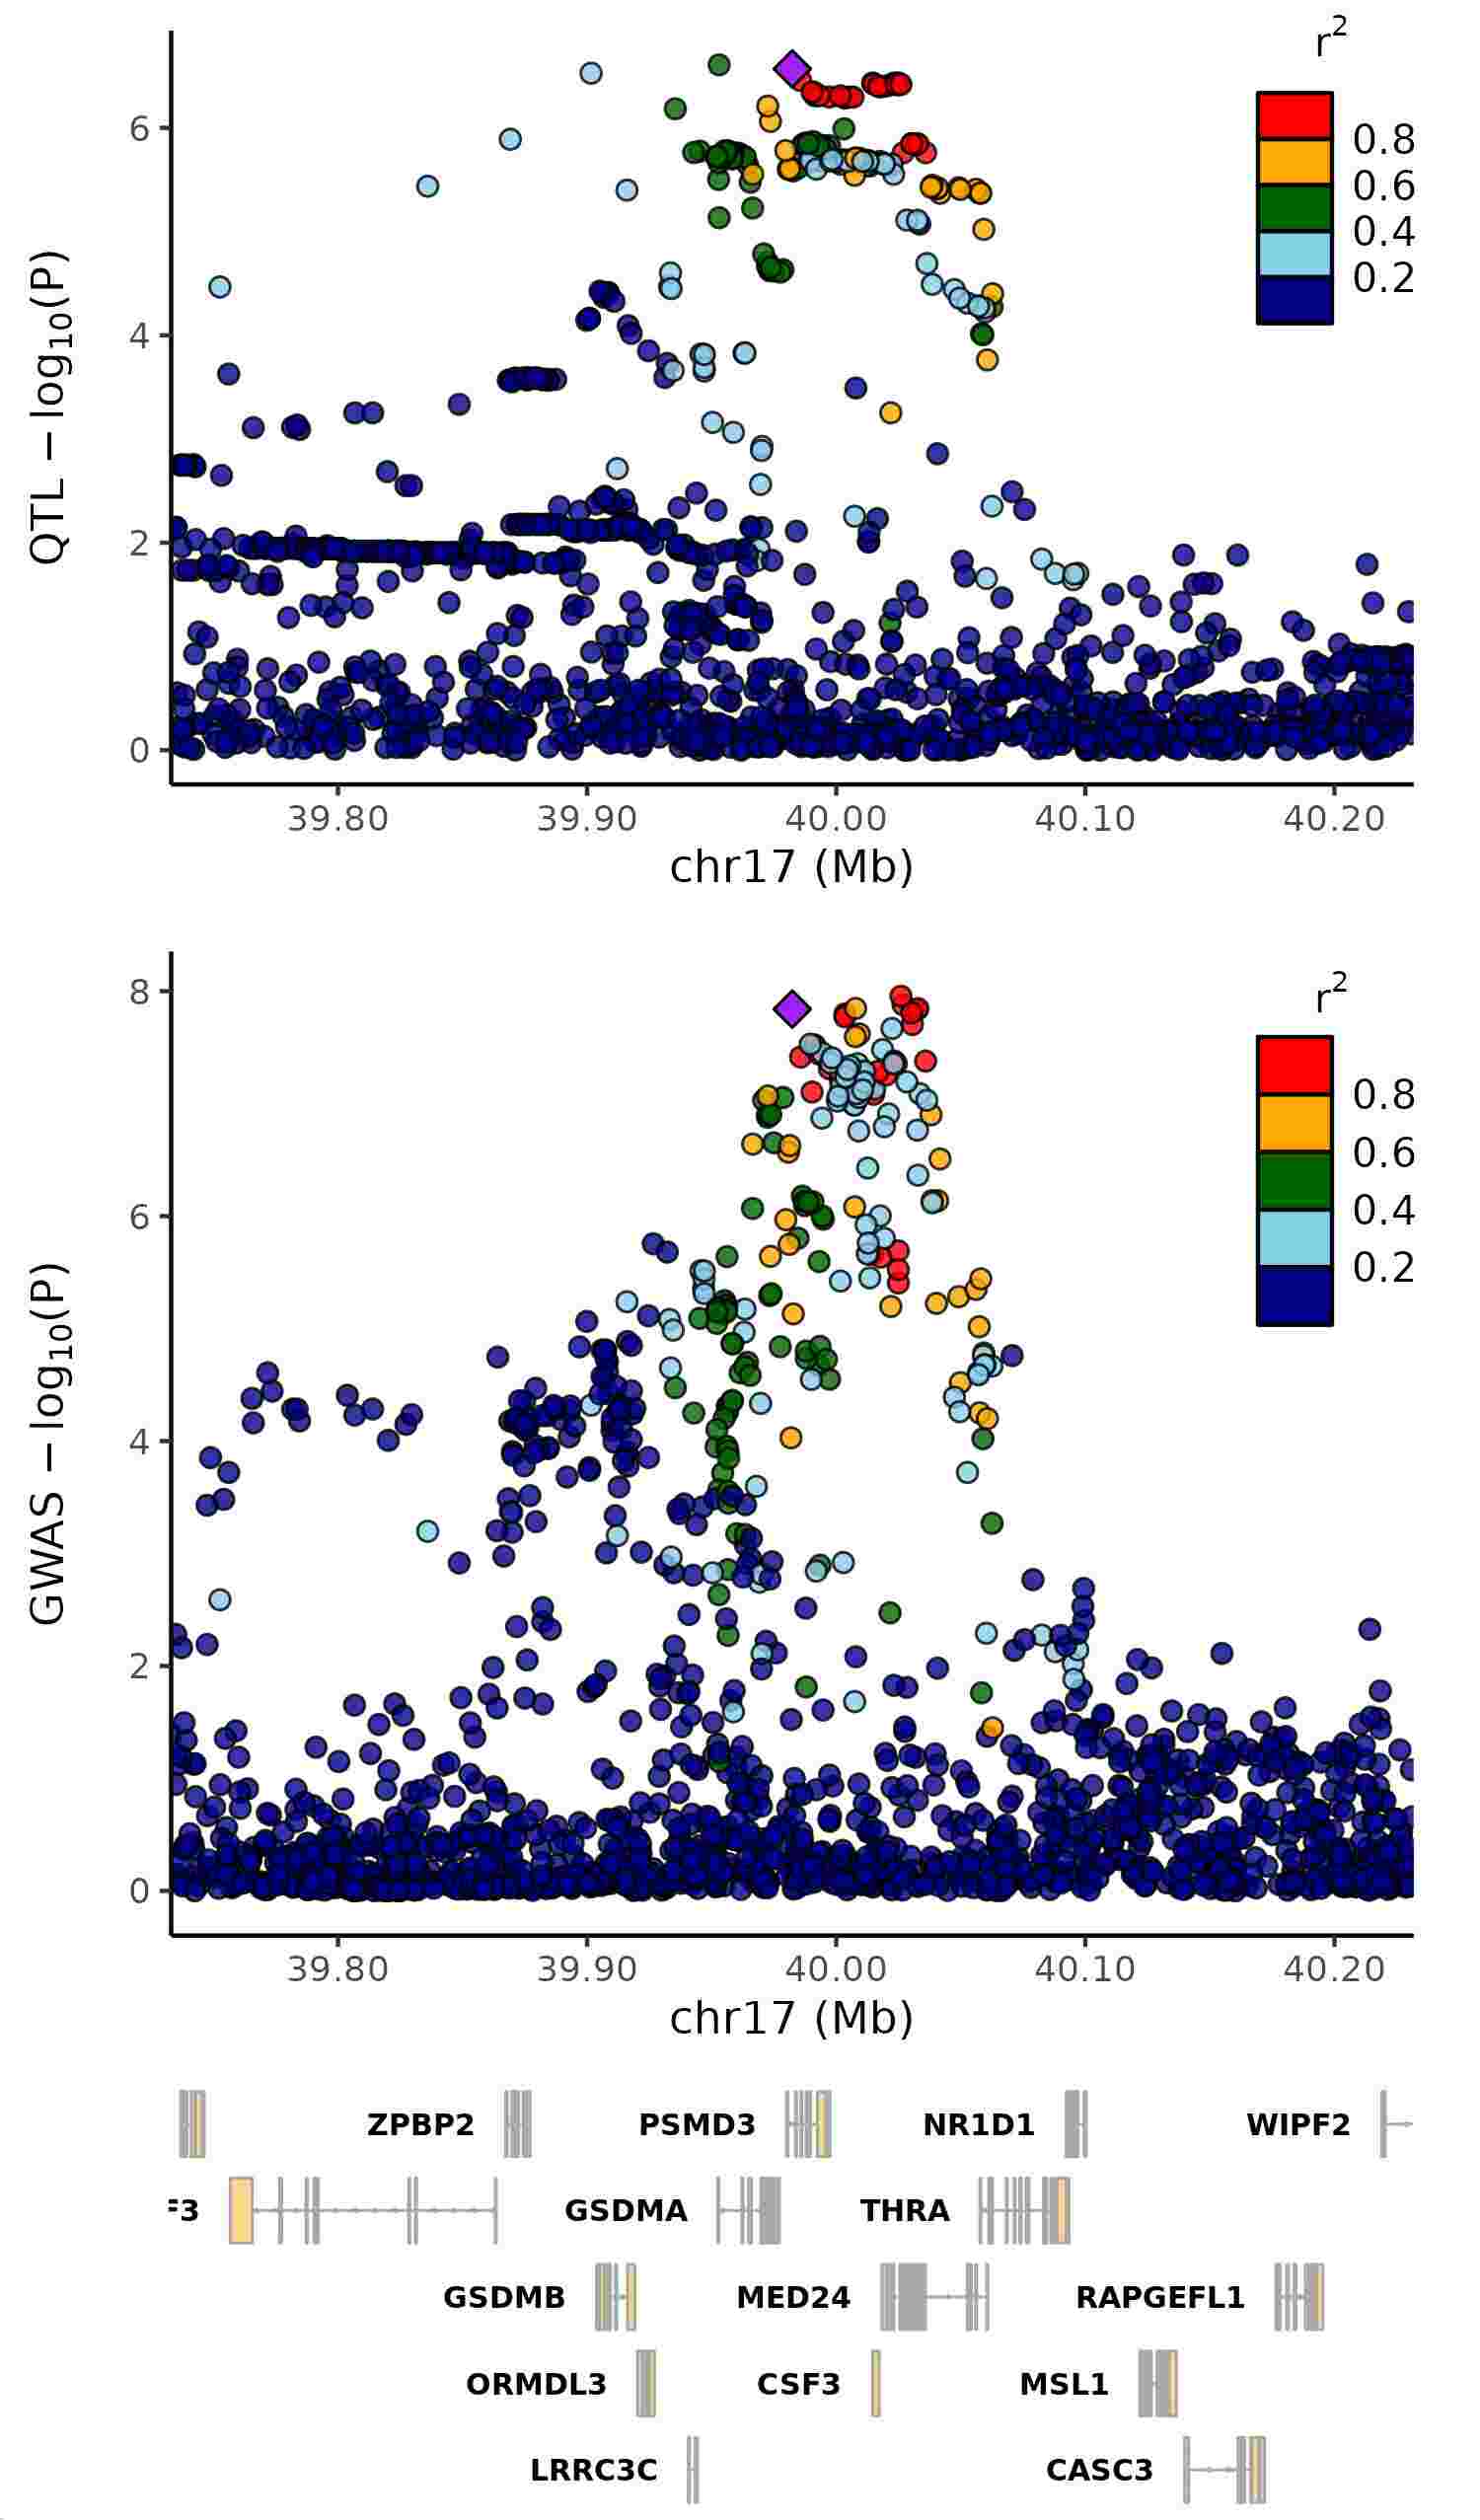 r²
6
4
2
0
0.8
0.6
0.4
0.2
QTL −log₁₀(P)
39.80 39.90 40.00 40.10 40.20
chr17 (Mb)
r²
8
6
4
2
0
0.8
0.6
0.4
0.2
GWAS −log₁₀(P)
39.80 39.90 40.00 40.10 40.20
chr17 (Mb)
ZPBP2 PSMD3 NR1D1 WIPF2
F3 GSDMA THRA
GSDMB MED24 RAPGEFL1
ORMDL3 CSF3 MSL1
LRRC3C CASC3